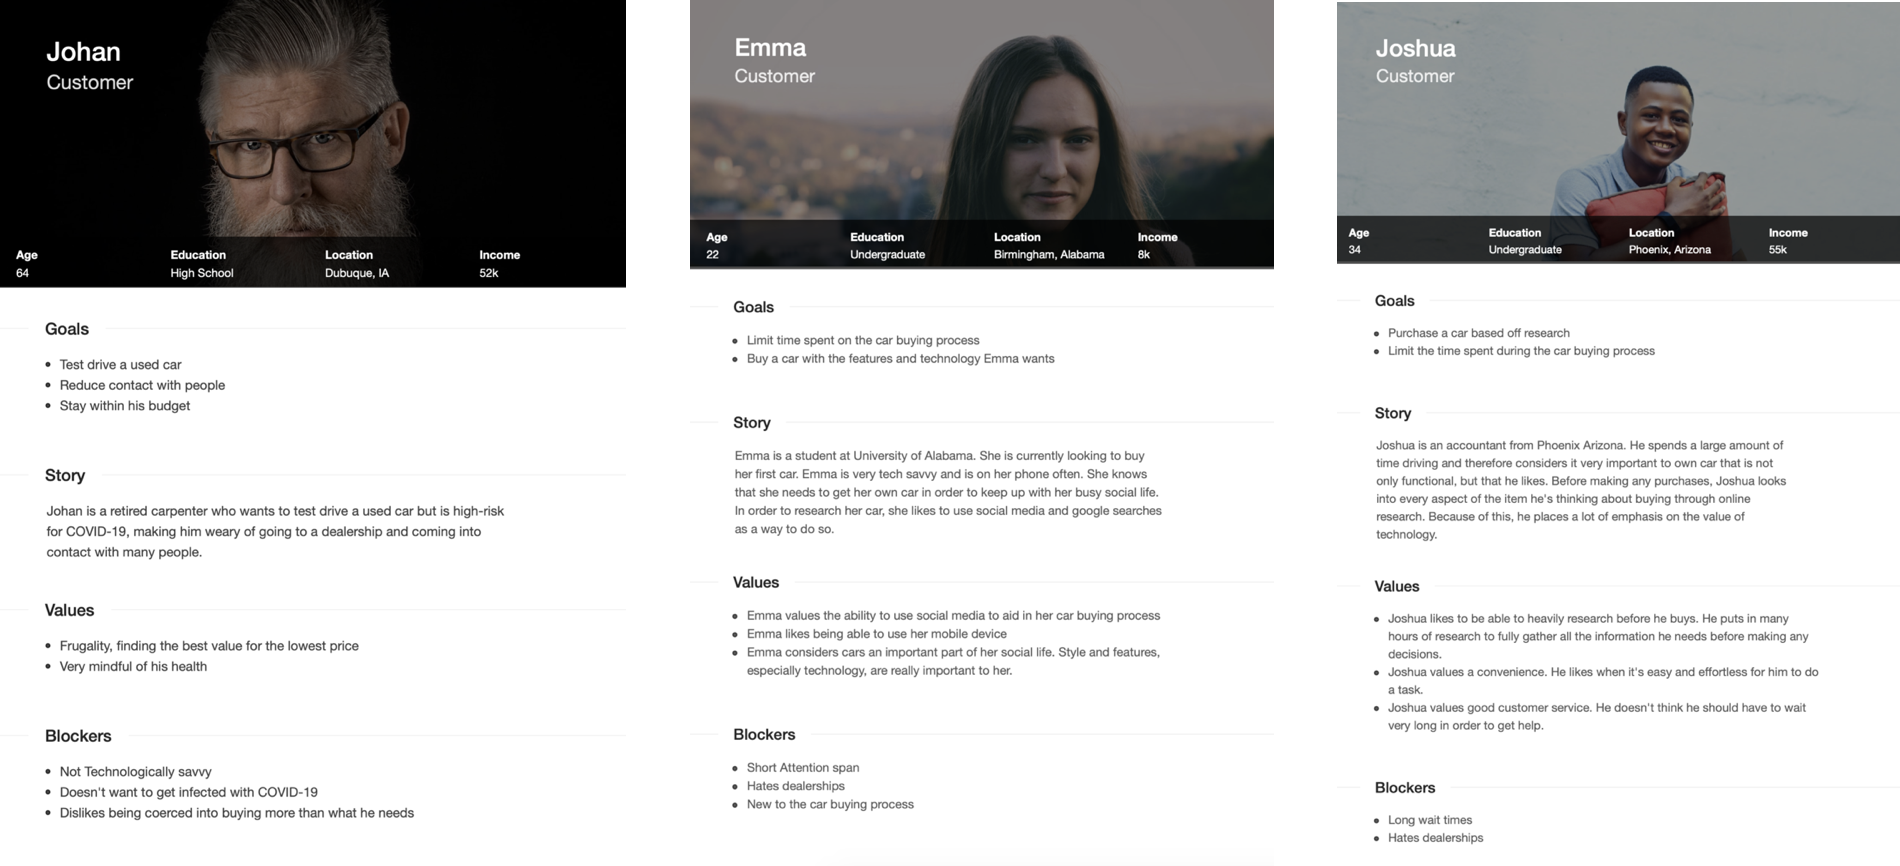 Johan
Customer
Age
64
Education
High School
Location
Dubuque, IA
Income
52k
Goals
Test drive a used car
Reduce contact with people
Stay within his budget
Story
Johan is a retired carpenter who wants to test drive a used car but is high-risk
for COVID-19, making him weary of going to a dealership and coming into
contact with many people.
Values
Frugality, finding the best value for the lowest price
Very mindful of his health
Blockers
Not Technologically savvy
Doesn't want to get infected with COVID-19
Dislikes being coerced into buying more than what he needs
Emma
Customer
Age
22
Education
Undergraduate
Location
Birmingham, Alabama
Income
8k
Goals
Limit time spent on the car buying process
Buy a car with the features and technology Emma wants
Story
Emma is a student at University of Alabama. She is currently looking to buy
her first car. Emma is very tech savvy and is on her phone often. She knows
that she needs to get her own car in order to keep up with her busy social life.
In order to research her car, she likes to use social media and google searches
as a way to do so.
Values
Emma values the ability to use social media to aid in her car buying process
Emma likes being able to use her mobile device
Emma considers cars an important part of her social life. Style and features,
especially technology, are really important to her.
Blockers
Short Attention span
Hates dealerships
New to the car buying process
Joshua
Customer
Age
34
Education
Undergraduate
Location
Phoenix, Arizona
Income
55k
Goals
Purchase a car based off research
Limit the time spent during the car buying process
Story
Joshua is an accountant from Phoenix Arizona. He spends a large amount of
time driving and therefore considers it very important to own car that is not
only functional, but that he likes. Before making any purchases, Joshua looks
into every aspect of the item he's thinking about buying through online
research. Because of this, he places a lot of emphasis on the value of
technology.
Values
Joshua likes to be able to heavily research before he buys. He puts in many
hours of research to fully gather all the information he needs before making any
decisions.
Joshua values a convenience. He likes when it's easy and effortless for him to do
a task.
Joshua values good customer service. He doesn't think he should have to wait
very long in order to get help.
Blockers
Long wait times
Hates dealerships